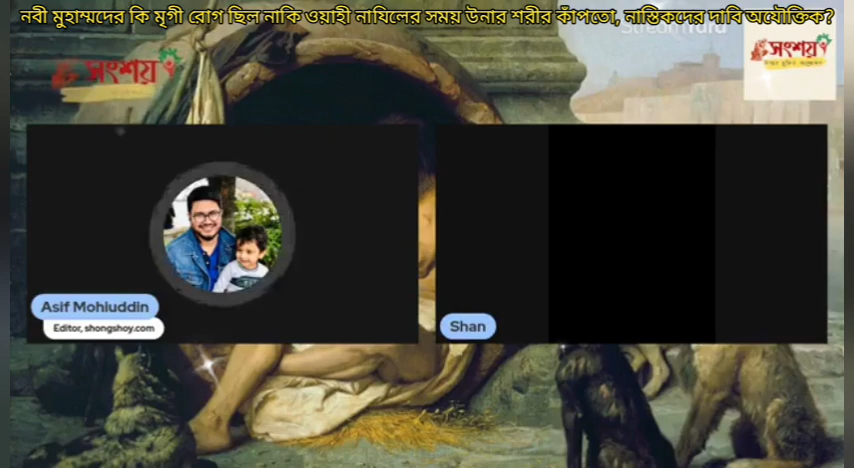 নবী মুহাম্মদের কি মৃগী রোগ ছিল নাকি ওয়াহী নাযিলের সময় উনার শরীর কাঁপতো, নাস্তিকদের দাবি অযৌক্তিক?
StreamYard
সংশয়
সংশয়
Asif Mohiuddin
Editor, shongshoy.com
Shan